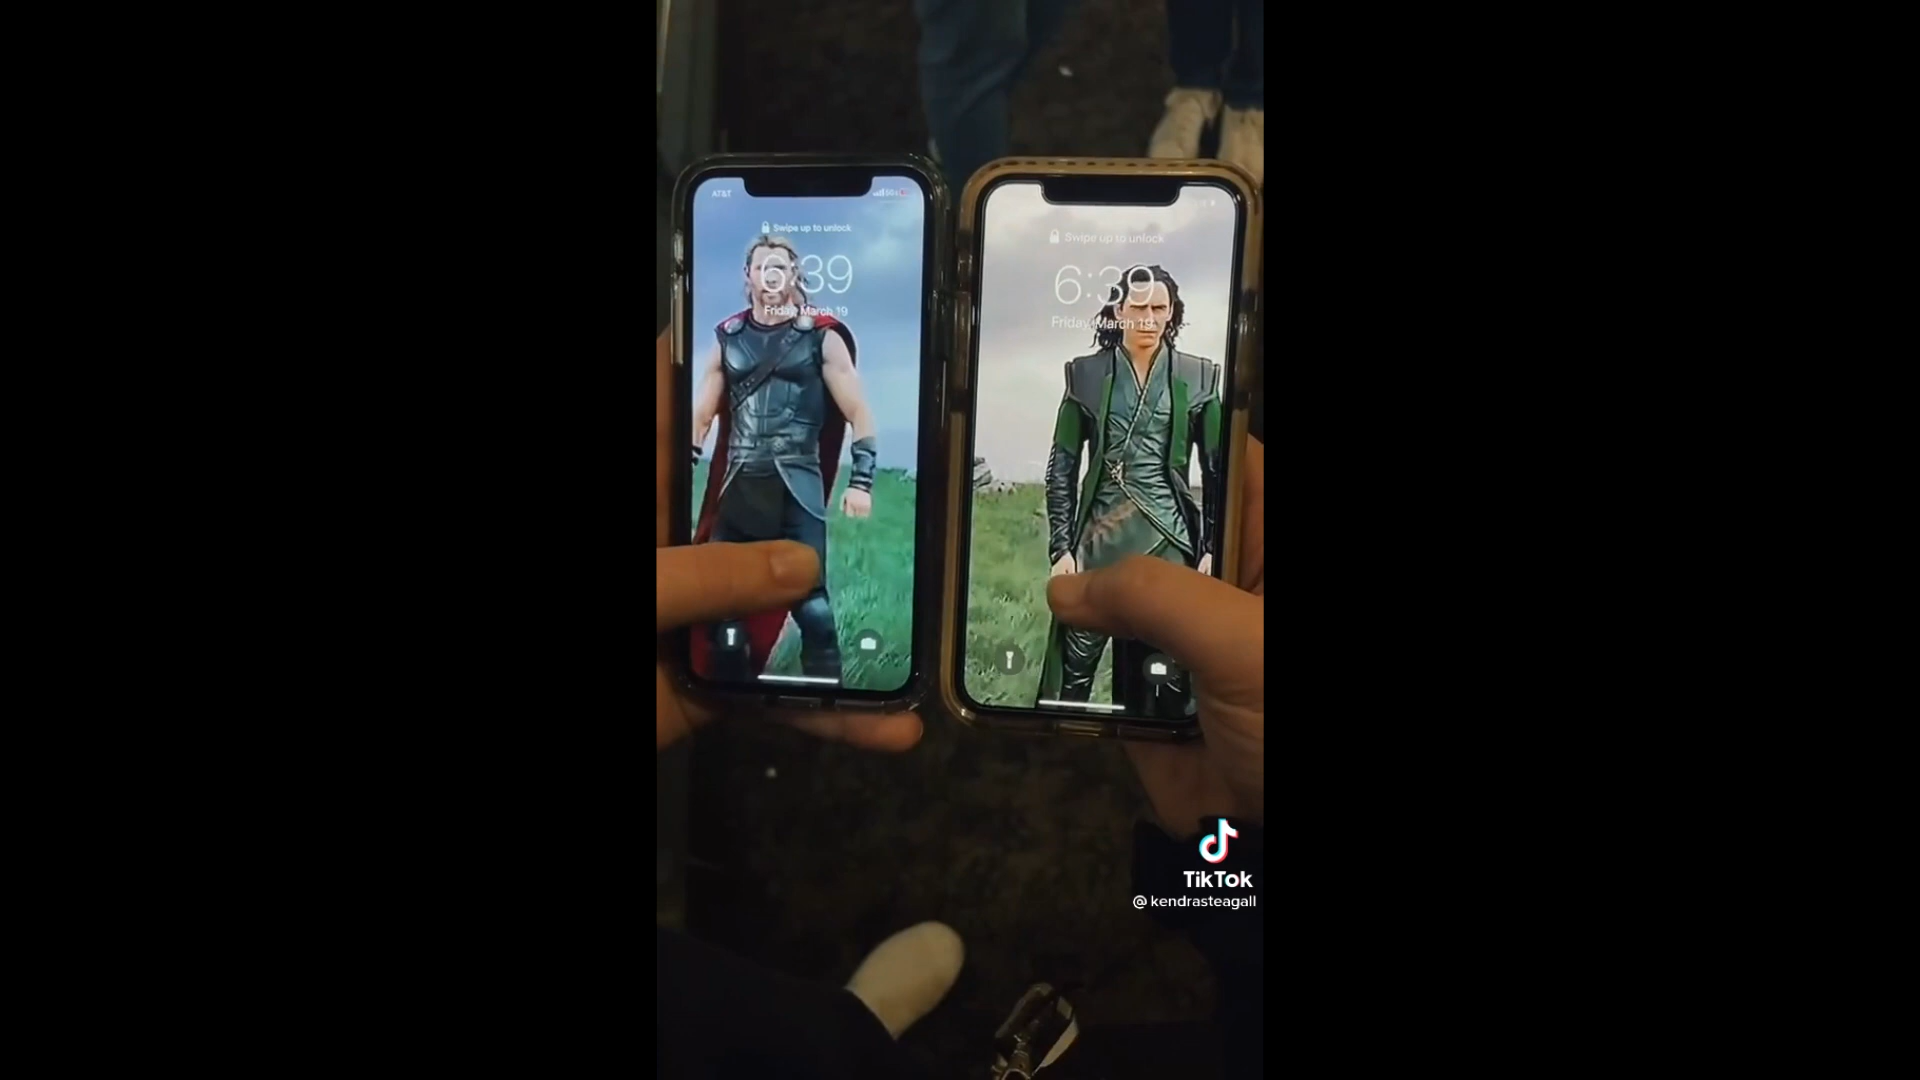 AT&T
Swipe up to unlock
6:39
Friday, March 19
Swipe up to unlock
6:39
Friday, March 19
TikTok
@kendrasteagall